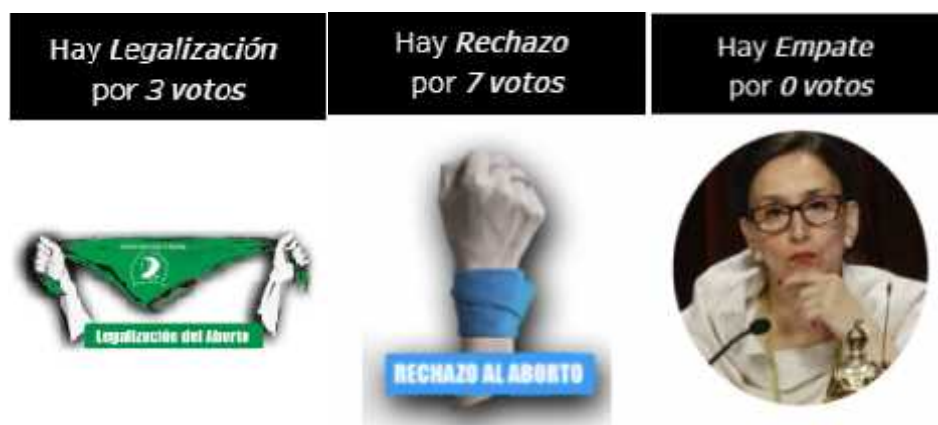 Hay Legalización
por 3 votos
Hay Rechazo
por 7 votos
Hay Empate
por 0 votos
Legalización del Aborto
RECHAZO AL ABORTO